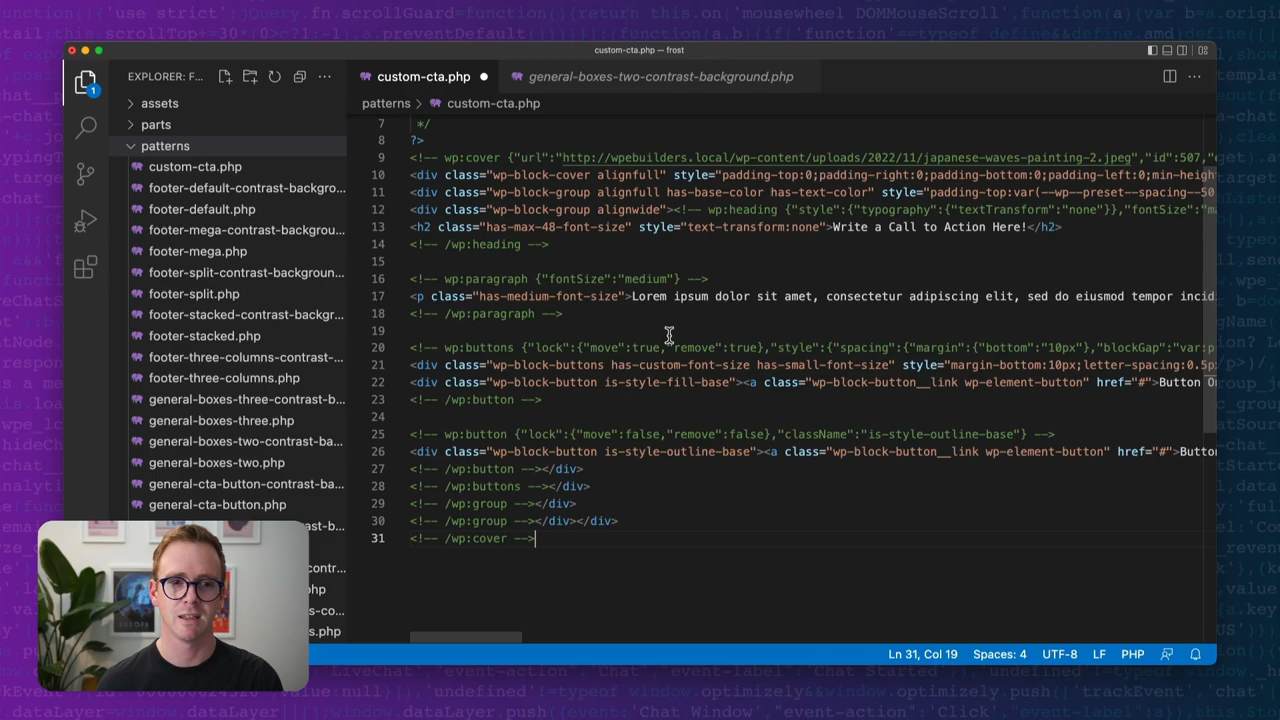 custom-cta.php — frost
EXPLORER: F...
custom-cta.php
general-boxes-two-contrast-background.php
patterns > custom-cta.php
1
assets
parts
patterns
custom-cta.php
footer-default-contrast-backgro...
footer-default.php
footer-mega-contrast-backgrou...
footer-mega.php
footer-split-contrast-backgroun...
footer-split.php
footer-stacked-contrast-backgr...
footer-stacked.php
footer-three-columns-contrast-...
footer-three-columns.php
general-boxes-three-contrast-b...
general-boxes-three.php
general-boxes-two-contrast-ba...
general-boxes-two.php
general-cta-button-contrast-ba...
general-cta-button.php
7 */
8 ?>
9 <!-- wp:cover {"url":"http://wpebuilders.local/wp-content/uploads/2022/11/japanese-waves-painting-2.jpeg","id":507,"
10 <div class="wp-block-cover alignfull" style="padding-top:0;padding-right:0;padding-bottom:0;padding-left:0;min-heigh
11 <div class="wp-block-group alignfull has-base-color has-text-color" style="padding-top:var(--wp--preset--spacing--50
12 <div class="wp-block-group alignwide"><!-- wp:heading {"style":{"typography":{"textTransform":"none"}},"fontSize":"ma
13 <h2 class="has-max-48-font-size" style="text-transform:none">Write a Call to Action Here!</h2>
14 <!-- /wp:heading -->
15
16 <!-- wp:paragraph {"fontSize":"medium"} -->
17 <p class="has-medium-font-size">Lorem ipsum dolor sit amet, consectetur adipiscing elit, sed do eiusmod tempor incid
18 <!-- /wp:paragraph -->
19
20 <!-- wp:buttons {"lock":{"move":true,"remove":true},"style":{"spacing":{"margin":{"bottom":"10px"},"blockGap":"var:p
21 <div class="wp-block-buttons has-custom-font-size has-small-font-size" style="margin-bottom:10px;letter-spacing:0.5p
22 <div class="wp-block-button is-style-fill-base"><a class="wp-block-button__link wp-element-button" href="#">Button O
23 <!-- /wp:button -->
24
25 <!-- wp:button {"lock":{"move":false,"remove":false},"className":"is-style-outline-base"} -->
26 <div class="wp-block-button is-style-outline-base"><a class="wp-block-button__link wp-element-button" href="#">Button
27 <!-- /wp:button --></div>
28 <!-- /wp:buttons --></div>
29 <!-- /wp:group --></div>
30 <!-- /wp:group --></div></div>
31 <!-- /wp:cover -->
Ln 31, Col 19
Spaces: 4
UTF-8
LF
PHP